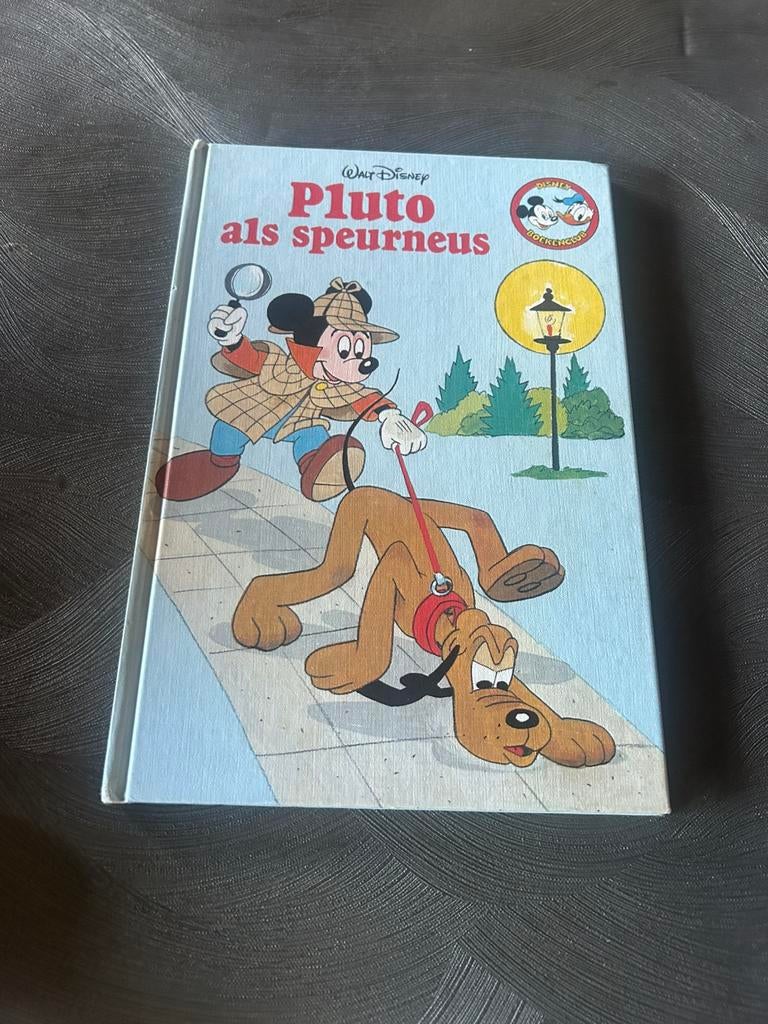 WALT DISNEY
Pluto
als speurneus
DISNEY
BOEKENCLUB